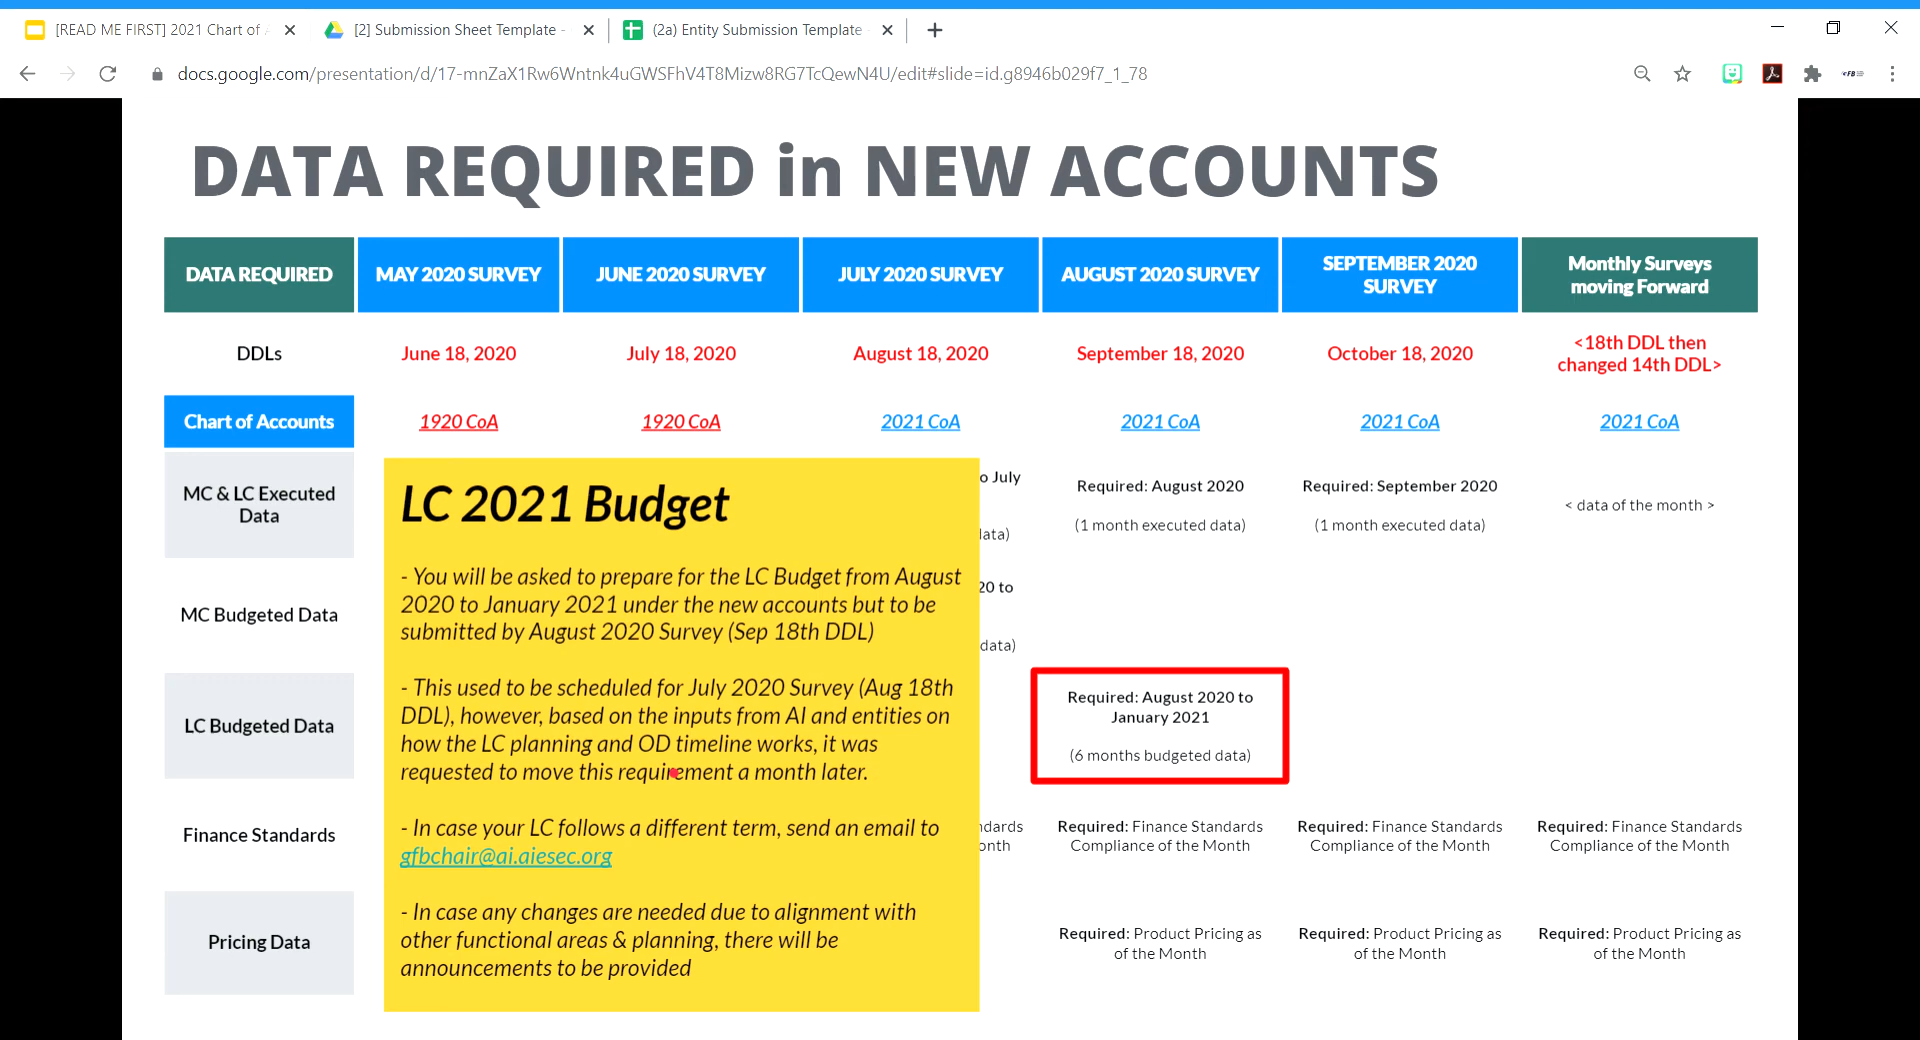 [READ ME FIRST] 2021 Chart of
[2] Submission Sheet Template -
(2a) Entity Submission Template
docs.google.com/presentation/d/17-mnZaX1Rw6Wntnk4uGWSFhV4T8Mizw8RG7TcQewN4U/edit#slide=id.g8946b029f7_1_78
DATA REQUIRED in NEW ACCOUNTS
DATA REQUIRED
MAY 2020 SURVEY
JUNE 2020 SURVEY
JULY 2020 SURVEY
AUGUST 2020 SURVEY
SEPTEMBER 2020
SURVEY
Monthly Surveys
moving Forward
DDLs
June 18, 2020
July 18, 2020
August 18, 2020
September 18, 2020
October 18, 2020
<18th DDL then
changed 14th DDL>
Chart of Accounts
1920 CoA
1920 CoA
2021 CoA
2021 CoA
2021 CoA
2021 CoA
MC & LC Executed
Data
o July
ata)
Required: August 2020
(1 month executed data)
Required: September 2020
(1 month executed data)
< data of the month >
MC Budgeted Data
20 to
data)
LC Budgeted Data
Required: August 2020 to
January 2021
(6 months budgeted data)
Finance Standards
ndards
onth
Required: Finance Standards
Compliance of the Month
Required: Finance Standards
Compliance of the Month
Required: Finance Standards
Compliance of the Month
Pricing Data
Required: Product Pricing as
of the Month
Required: Product Pricing as
of the Month
Required: Product Pricing as
of the Month
LC 2021 Budget
- You will be asked to prepare for the LC Budget from August
2020 to January 2021 under the new accounts but to be
submitted by August 2020 Survey (Sep 18th DDL)
- This used to be scheduled for July 2020 Survey (Aug 18th
DDL), however, based on the inputs from AI and entities on
how the LC planning and OD timeline works, it was
requested to move this requirement a month later.
- In case your LC follows a different term, send an email to
gfbchair@ai.aiesec.org
- In case any changes are needed due to alignment with
other functional areas & planning, there will be
announcements to be provided